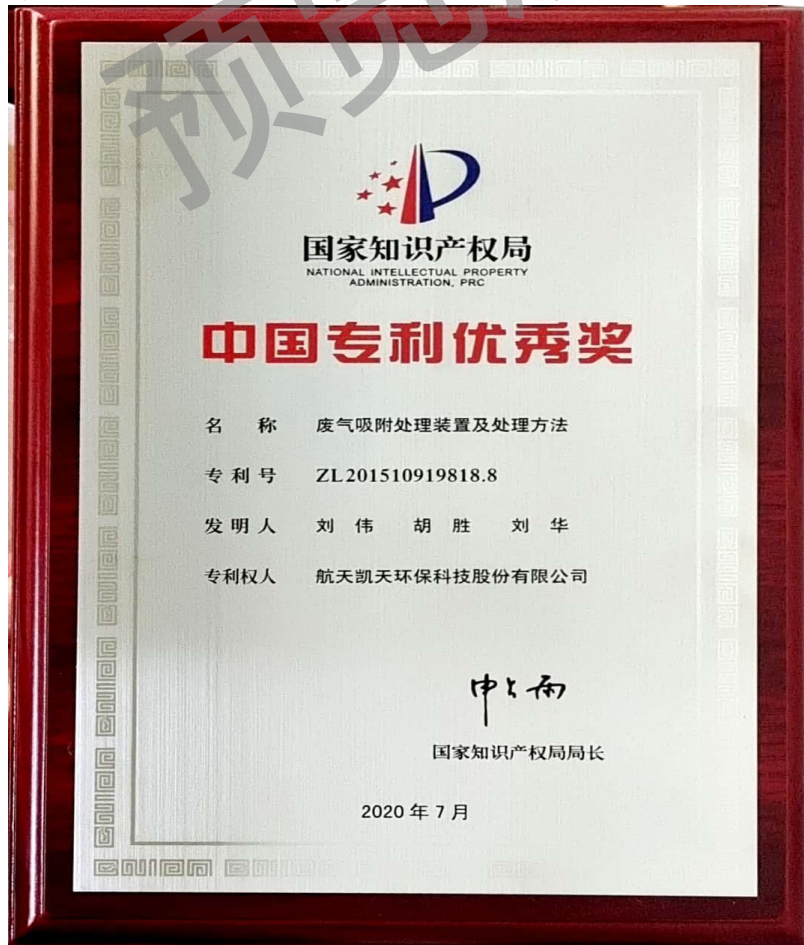 预览
国家知识产权局
NATIONAL INTELLECTUAL PROPERTY
ADMINISTRATION, PRC
中国专利优秀奖
名 称 废气吸附处理装置及处理方法
专利号 ZL201510919818.8
发明人 刘伟 胡胜 刘华
专利权人 航天凯天环保科技股份有限公司
申长雨
国家知识产权局局长
2020年7月